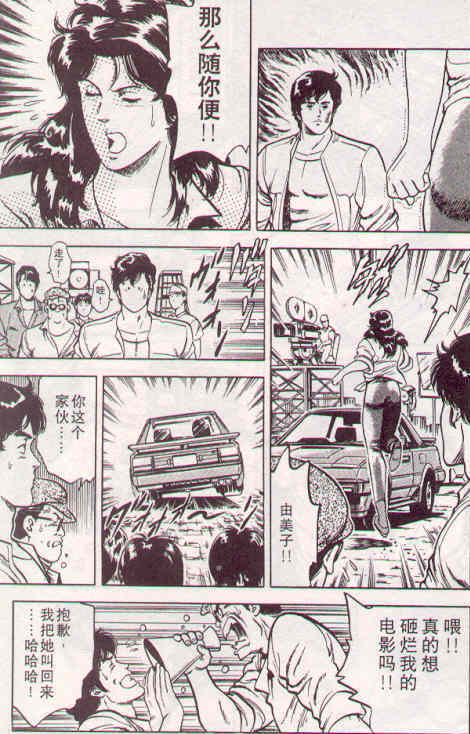 那么随你便!!
哇…
走了…
由美子!!
你这个
家伙……
喂!!
真的想
砸烂我的
电影吗!!
抱歉，
我把她叫回来
……哈哈哈!